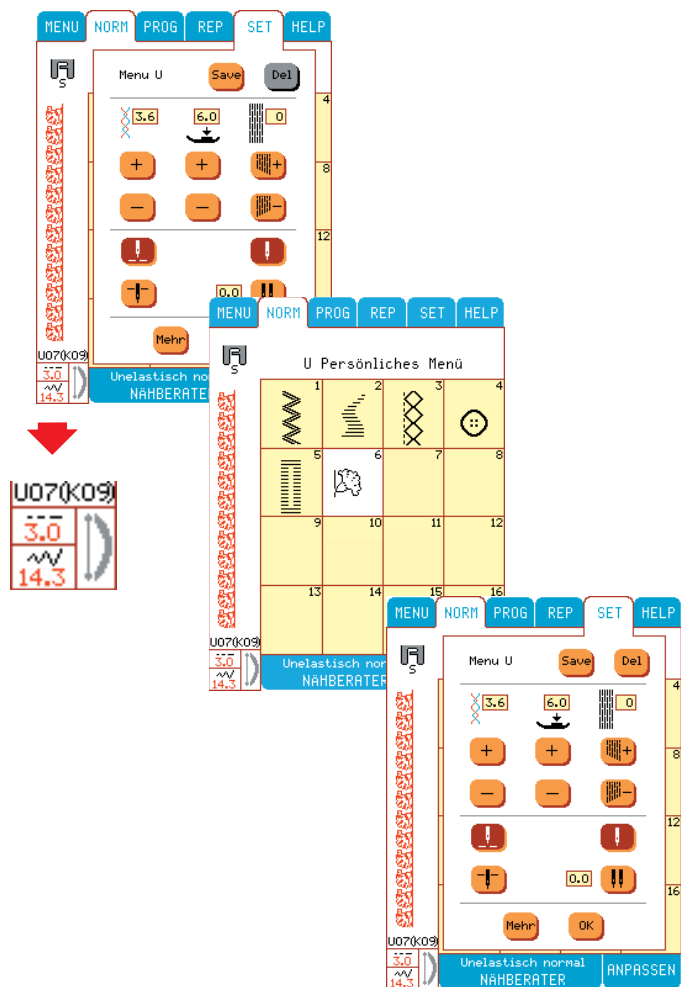 MENU NORM PROG REP SET HELP
S
Menu U Save Del
3.6 6.0 0
+ + +
- - -
0.0
Mehr
4
8
12
U07(K09)
3.0
14.3
Unelastisch nor
NÄHBERATER
U07(K09)
3.0
14.3
MENU NORM PROG REP SET HELP
S
U Persönliches Menü
1 2 3 4
5 6 7 8
9 10 11 12
13 14 15 16
U07(K09)
3.0
14.3
Unelastisch nor
NÄHBERATER
MENU NORM PROG REP SET HELP
S
Menu U Save Del
3.6 6.0 0
+ + +
- - -
0.0
Mehr OK
4
8
12
16
U07(K09)
3.0
14.3
Unelastisch normal
NÄHBERATER
ANPASSEN